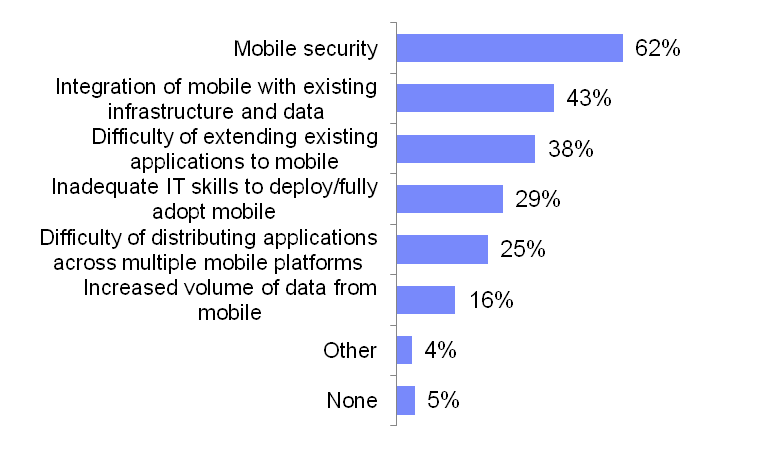 Mobile security
62%
Integration of mobile with existing
infrastructure and data
43%
Difficulty of extending existing
applications to mobile
38%
Inadequate IT skills to deploy/fully
adopt mobile
29%
Difficulty of distributing applications
across multiple mobile platforms
25%
Increased volume of data from
mobile
16%
Other
4%
None
5%